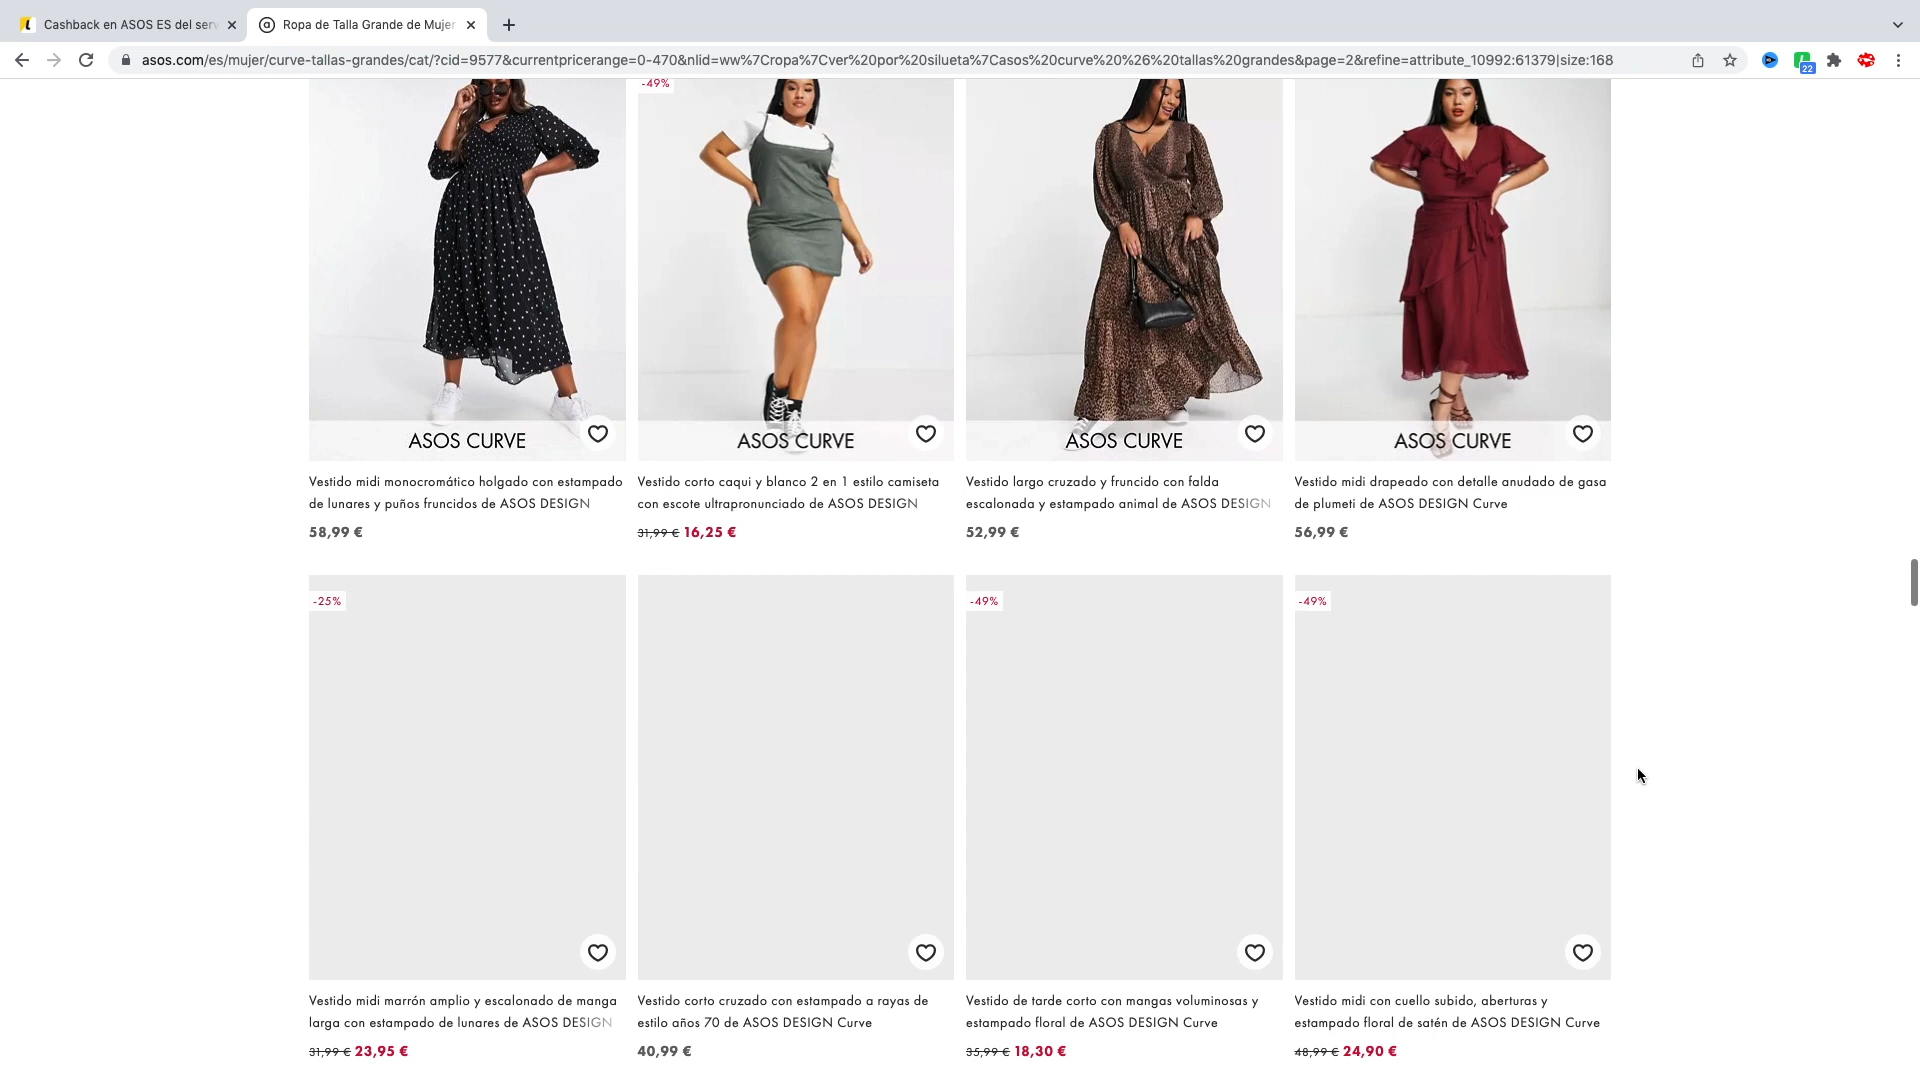 Cashback en ASOS ES del serv
Ropa de Talla Grande de Mujer
asos.com/es/mujer/curve-tallas-grandes/cat/?cid=9577&currentpricerange=0-470&nlid=ww%7Cropa%7Cver%20por%20silueta%7Casos%20curve%20%26%20tallas%20grandes&page=2&refine=attribute_10992:61379|size:168
22
-49%
ASOS CURVE
ASOS CURVE
ASOS CURVE
ASOS CURVE
Vestido midi monocromático holgado con estampado
de lunares y puños fruncidos de ASOS DESIGN
58,99 €
Vestido corto caqui y blanco 2 en 1 estilo camiseta
con escote ultrapronunciado de ASOS DESIGN
31,99 € 16,25 €
Vestido largo cruzado y fruncido con falda
escalonada y estampado animal de ASOS DESIGN
52,99 €
Vestido midi drapeado con detalle anudado de gasa
de plumeti de ASOS DESIGN Curve
56,99 €
-25%
-49%
-49%
Vestido midi marrón amplio y escalonado de manga
larga con estampado de lunares de ASOS DESIGN
31,99 € 23,95 €
Vestido corto cruzado con estampado a rayas de
estilo años 70 de ASOS DESIGN Curve
40,99 €
Vestido de tarde corto con mangas voluminosas y
estampado floral de ASOS DESIGN Curve
35,99 € 18,30 €
Vestido midi con cuello subido, aberturas y
estampado floral de satén de ASOS DESIGN Curve
48,99 € 24,90 €